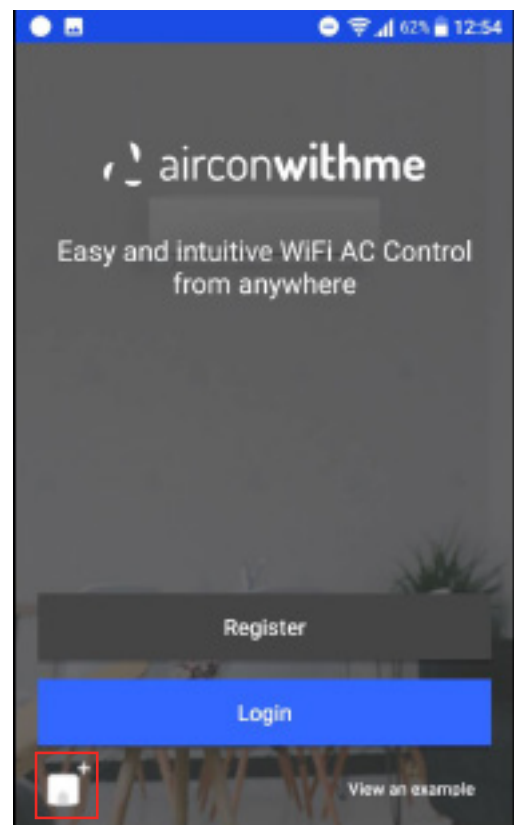 62% 12:54
airconwithme
Easy and intuitive WiFi AC Control
from anywhere
Register
Login
View an example